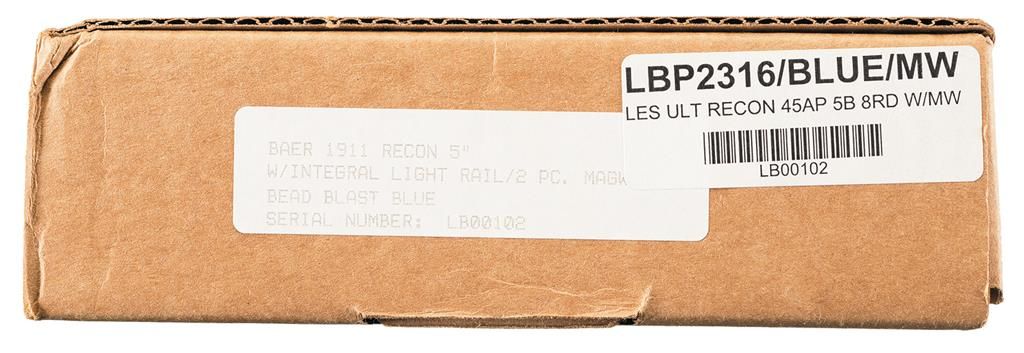 LBP2316/BLUE/MW
LES ULT RECON 45AP 5B 8RD W/MW
LB00102
BAER 1911 RECON 5"
W/INTEGRAL LIGHT RAIL/2 PC. MAGW
BEAD BLAST BLUE
SERIAL NUMBER: LB00102